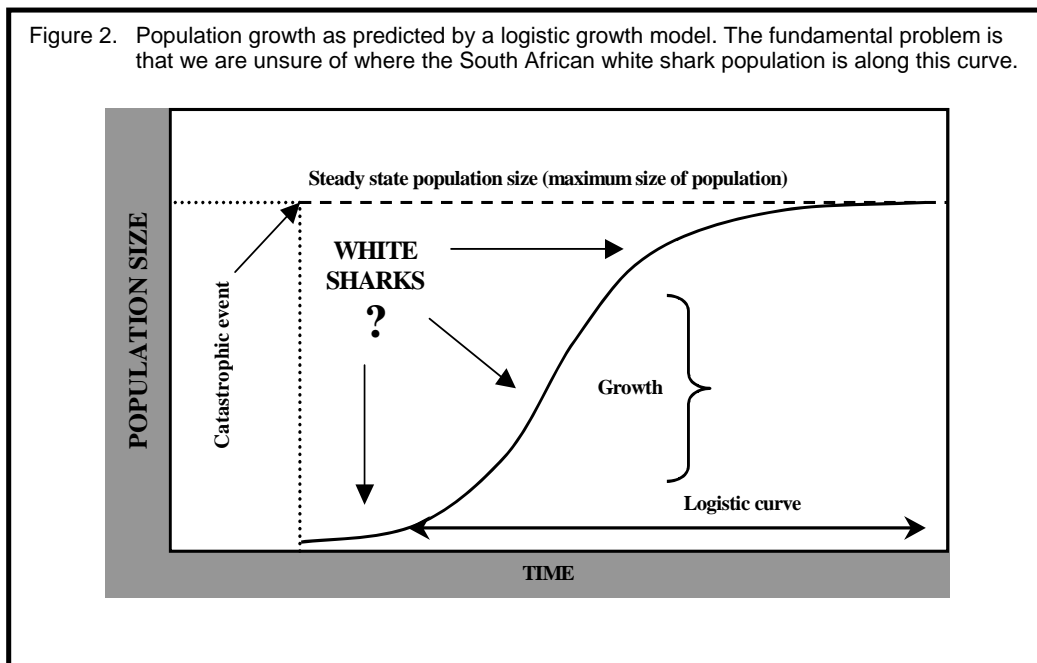 Figure 2. Population growth as predicted by a logistic growth model. The fundamental problem is
that we are unsure of where the South African white shark population is along this curve.
Steady state population size (maximum size of population)
POPULATION SIZE
Catastrophic event
WHITE
SHARKS
?
Growth
Logistic curve
TIME